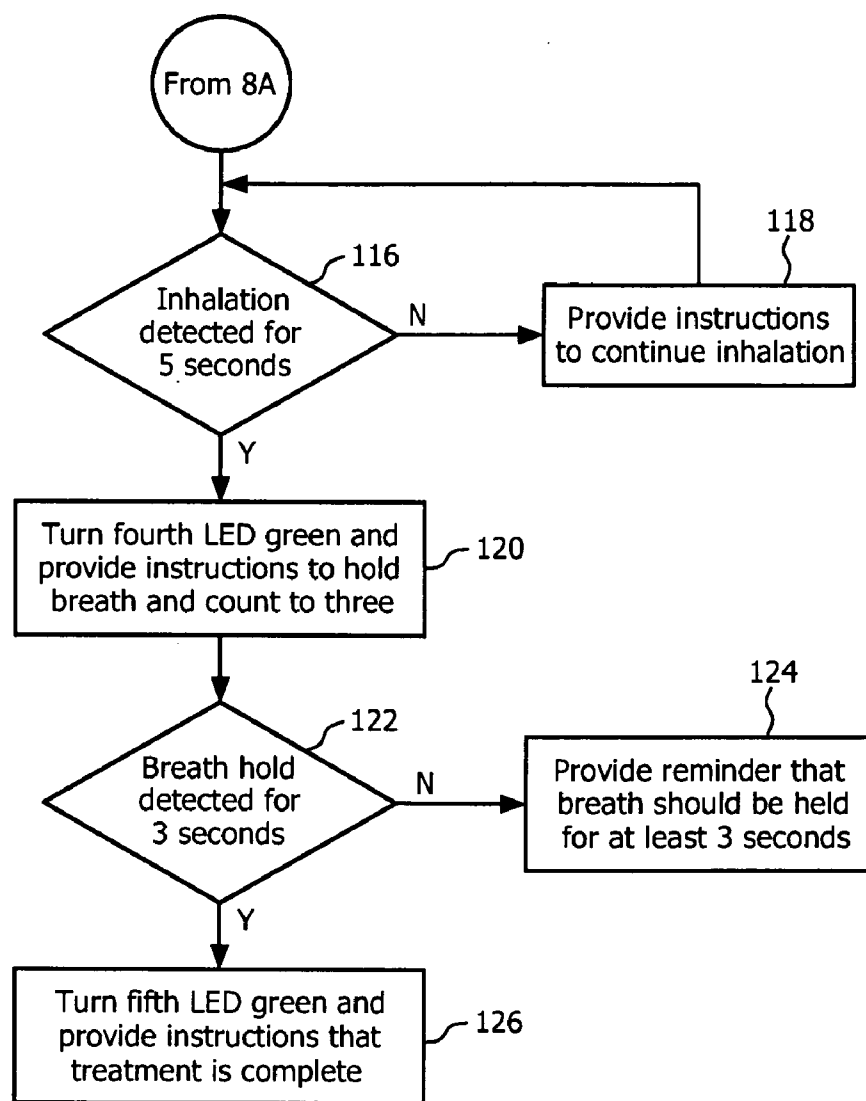 From 8A
116
Inhalation
detected for
5 seconds
N
118
Provide instructions
to continue inhalation
Y
Turn fourth LED green and
provide instructions to hold
breath and count to three
120
122
Breath hold
detected for
3 seconds
N
124
Provide reminder that
breath should be held
for at least 3 seconds
Y
Turn fifth LED green and
provide instructions that
treatment is complete
126